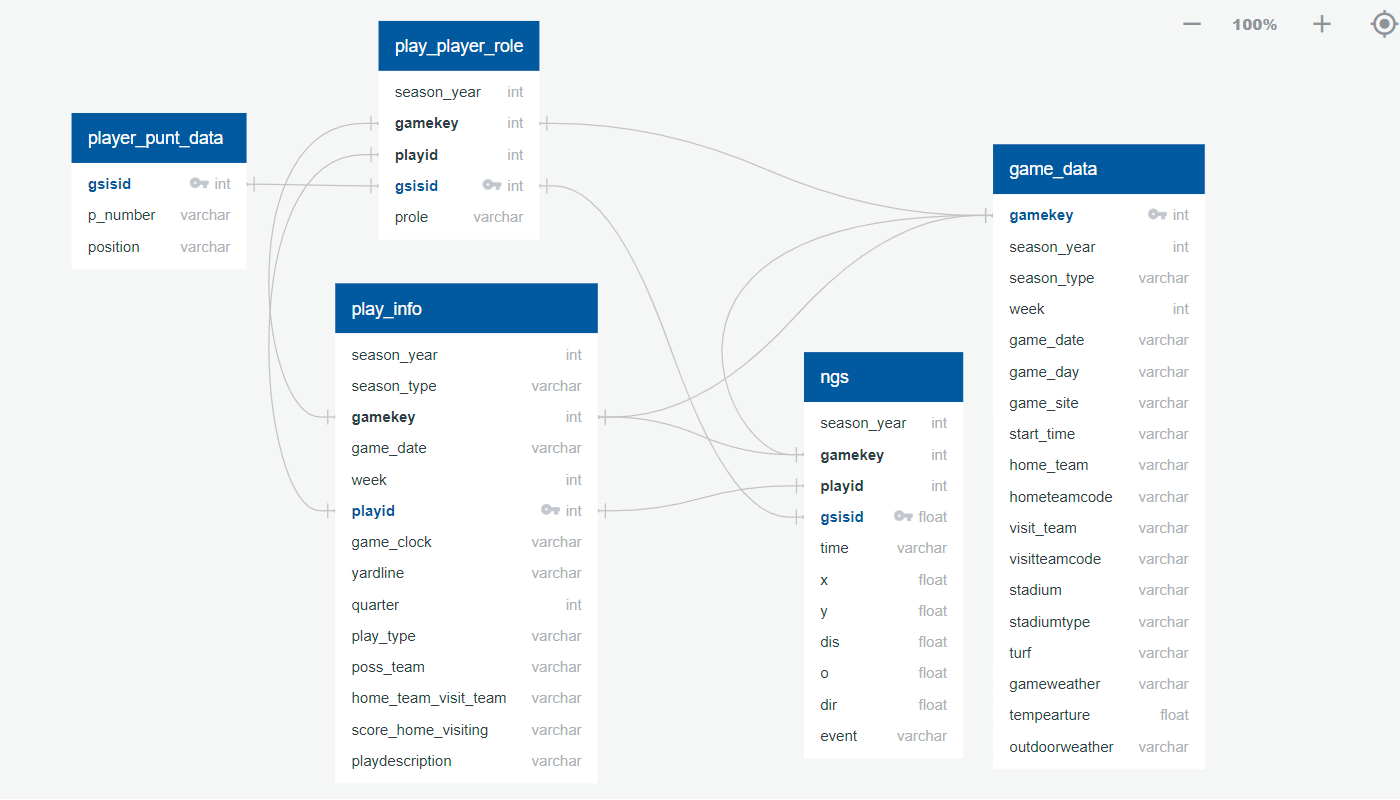 100%
play_player_role
season_year int
gamekey int
playid int
gsisid int
prole varchar
player_punt_data
gsisid int
p_number varchar
position varchar
play_info
season_year int
season_type varchar
gamekey int
game_date varchar
week int
playid int
game_clock varchar
yardline varchar
quarter int
play_type varchar
poss_team varchar
home_team_visit_team varchar
score_home_visiting varchar
playdescription varchar
ngs
season_year int
gamekey int
playid int
gsisid float
time varchar
x float
y float
dis float
o float
dir float
event varchar
game_data
gamekey int
season_year int
season_type varchar
week int
game_date varchar
game_day varchar
game_site varchar
start_time varchar
home_team varchar
hometeamcode varchar
visit_team varchar
visitteamcode varchar
stadium varchar
stadiumtype varchar
turf varchar
gameweather varchar
tempearture float
outdoorweather varchar